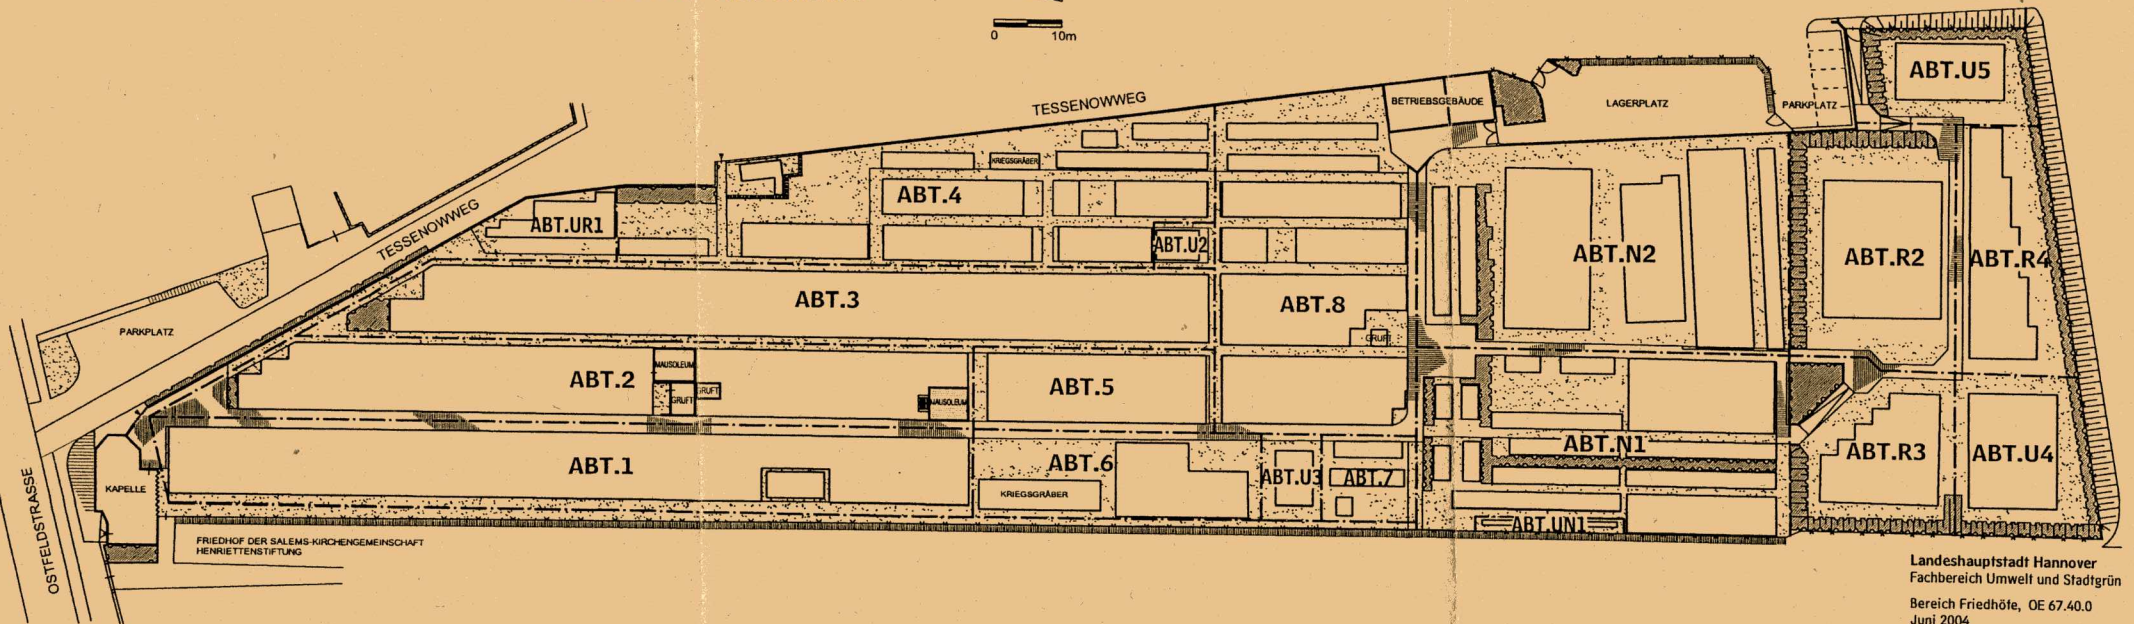 0 10m
TESSENOWWEG
BETRIEBSGEBÄUDE
LAGERPLATZ
PARKPLATZ
ABT.U5
KRIEGSGRÄBER
ABT.4
ABT.UR1
ABT.U2
TESSENOWWEG
ABT.N2
ABT.R2
ABT.R4
ABT.3
ABT.8
GRUFT
PARKPLATZ
MAUSOLEUM
ABT.2
GRUFT
GRUFT
MAUSOLEUM
ABT.5
ABT.1
ABT.6
KRIEGSGRÄBER
ABT.U3
ABT.7
ABT.N1
ABT.R3
ABT.U4
KAPELLE
ABT.UN1
OSTFELDSTRASSE
FRIEDHOF DER SALEMS-KIRCHENGEMEINSCHAFT
HENRIETTENSTIFTUNG
Landeshauptstadt Hannover
Fachbereich Umwelt und Stadtgrün
Bereich Friedhöfe, OE 67.40.0
Juni 2004